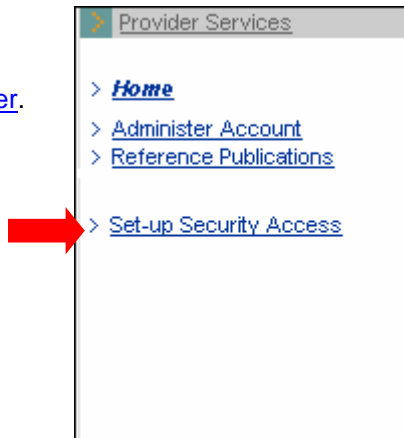 > Provider Services
er.
> Home
> Administer Account
> Reference Publications
> Set-up Security Access